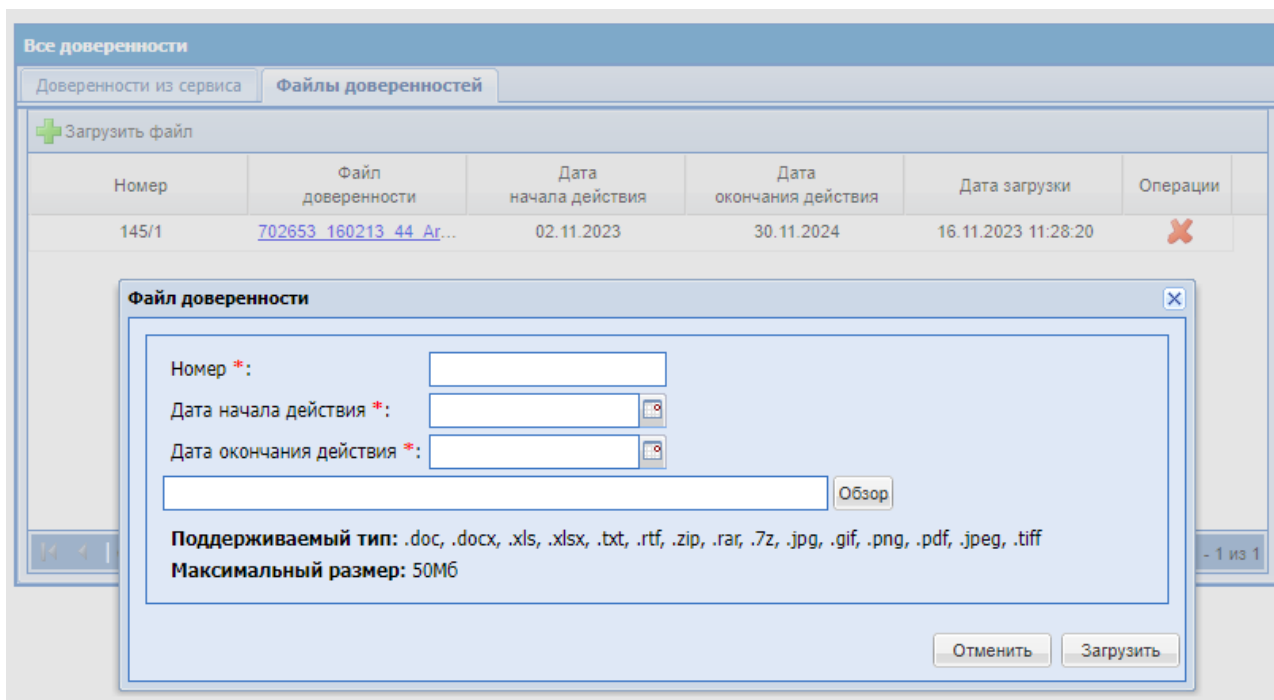 Все доверенности
Доверенности из сервиса Файлы доверенностей
Загрузить файл
Номер Файл доверенности Дата начала действия Дата окончания действия Дата загрузки Операции
145/1 702653_160213_44_Ar... 02.11.2023 30.11.2024 16.11.2023 11:28:20
Файл доверенности
Номер *:
Дата начала действия *:
Дата окончания действия *:
Обзор
Поддерживаемый тип: .doc, .docx, .xls, .xlsx, .txt, .rtf, .zip, .rar, .7z, .jpg, .gif, .png, .pdf, .jpeg, .tiff
- 1 из 1
Максимальный размер: 50Мб
Отменить Загрузить